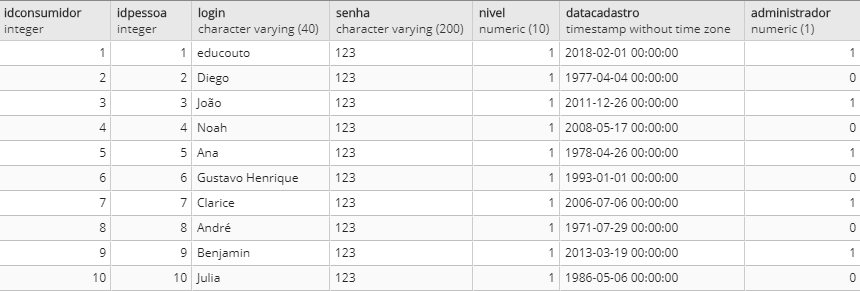 idconsumidor idpessoa login senha nivel datacadastro administrador
integer integer character varying (40) character varying (200) numeric (10) timestamp without time zone numeric (1)
1 1 educouto 123 1 2018-02-01 00:00:00 1
2 2 Diego 123 1 1977-04-04 00:00:00 0
3 3 João 123 1 2011-12-26 00:00:00 1
4 4 Noah 123 1 2008-05-17 00:00:00 0
5 5 Ana 123 1 1978-04-26 00:00:00 1
6 6 Gustavo Henrique 123 1 1993-01-01 00:00:00 0
7 7 Clarice 123 1 2006-07-06 00:00:00 1
8 8 André 123 1 1971-07-29 00:00:00 0
9 9 Benjamin 123 1 2013-03-19 00:00:00 1
10 10 Julia 123 1 1986-05-06 00:00:00 0